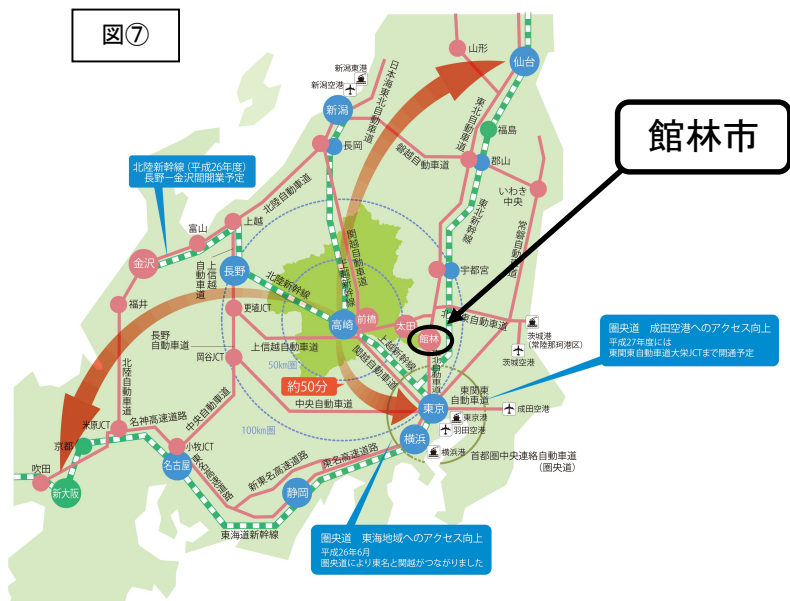 図⑦
館林市
山形
仙台
新潟東港
新潟空港
日本海東北自動車道
新潟
東北自動車道
福島
長岡
磐越自動車道
郡山
北陸新幹線（平成26年度）
長野ー金沢間開業予定
北陸自動車道
いわき
中央
東北新幹線
常磐自動車道
上越
富山
関越自動車道
上越新幹線
金沢
上信越
自動車道
長野
北陸新幹線
宇都宮
福井
更埴JCT
高崎
前橋
太田
館林
茨城港
（常陸那珂港区）
茨城空港
長野
自動車道
上信越自動車道
岡谷JCT
関越自動車道
上越新幹線
50km圏
約50分
圏央道　成田空港へのアクセス向上
平成27年度には
東関東自動車道大栄JCTまで開通予定
北陸自動車道
中央自動車道
中央自動車道
100km圏
東関東
自動車道
東京
東京港
成田空港
羽田空港
横浜
横浜港
首都圏中央連絡自動車道
（圏央道）
米原JCT
名神高速道路
京都
小牧JCT
名古屋
吹田
新大阪
東名高速道路
新東名高速道路
東名高速道路
静岡
東海道新幹線
圏央道　東海地域へのアクセス向上
平成26年6月
圏央道により東名と関越がつながりました